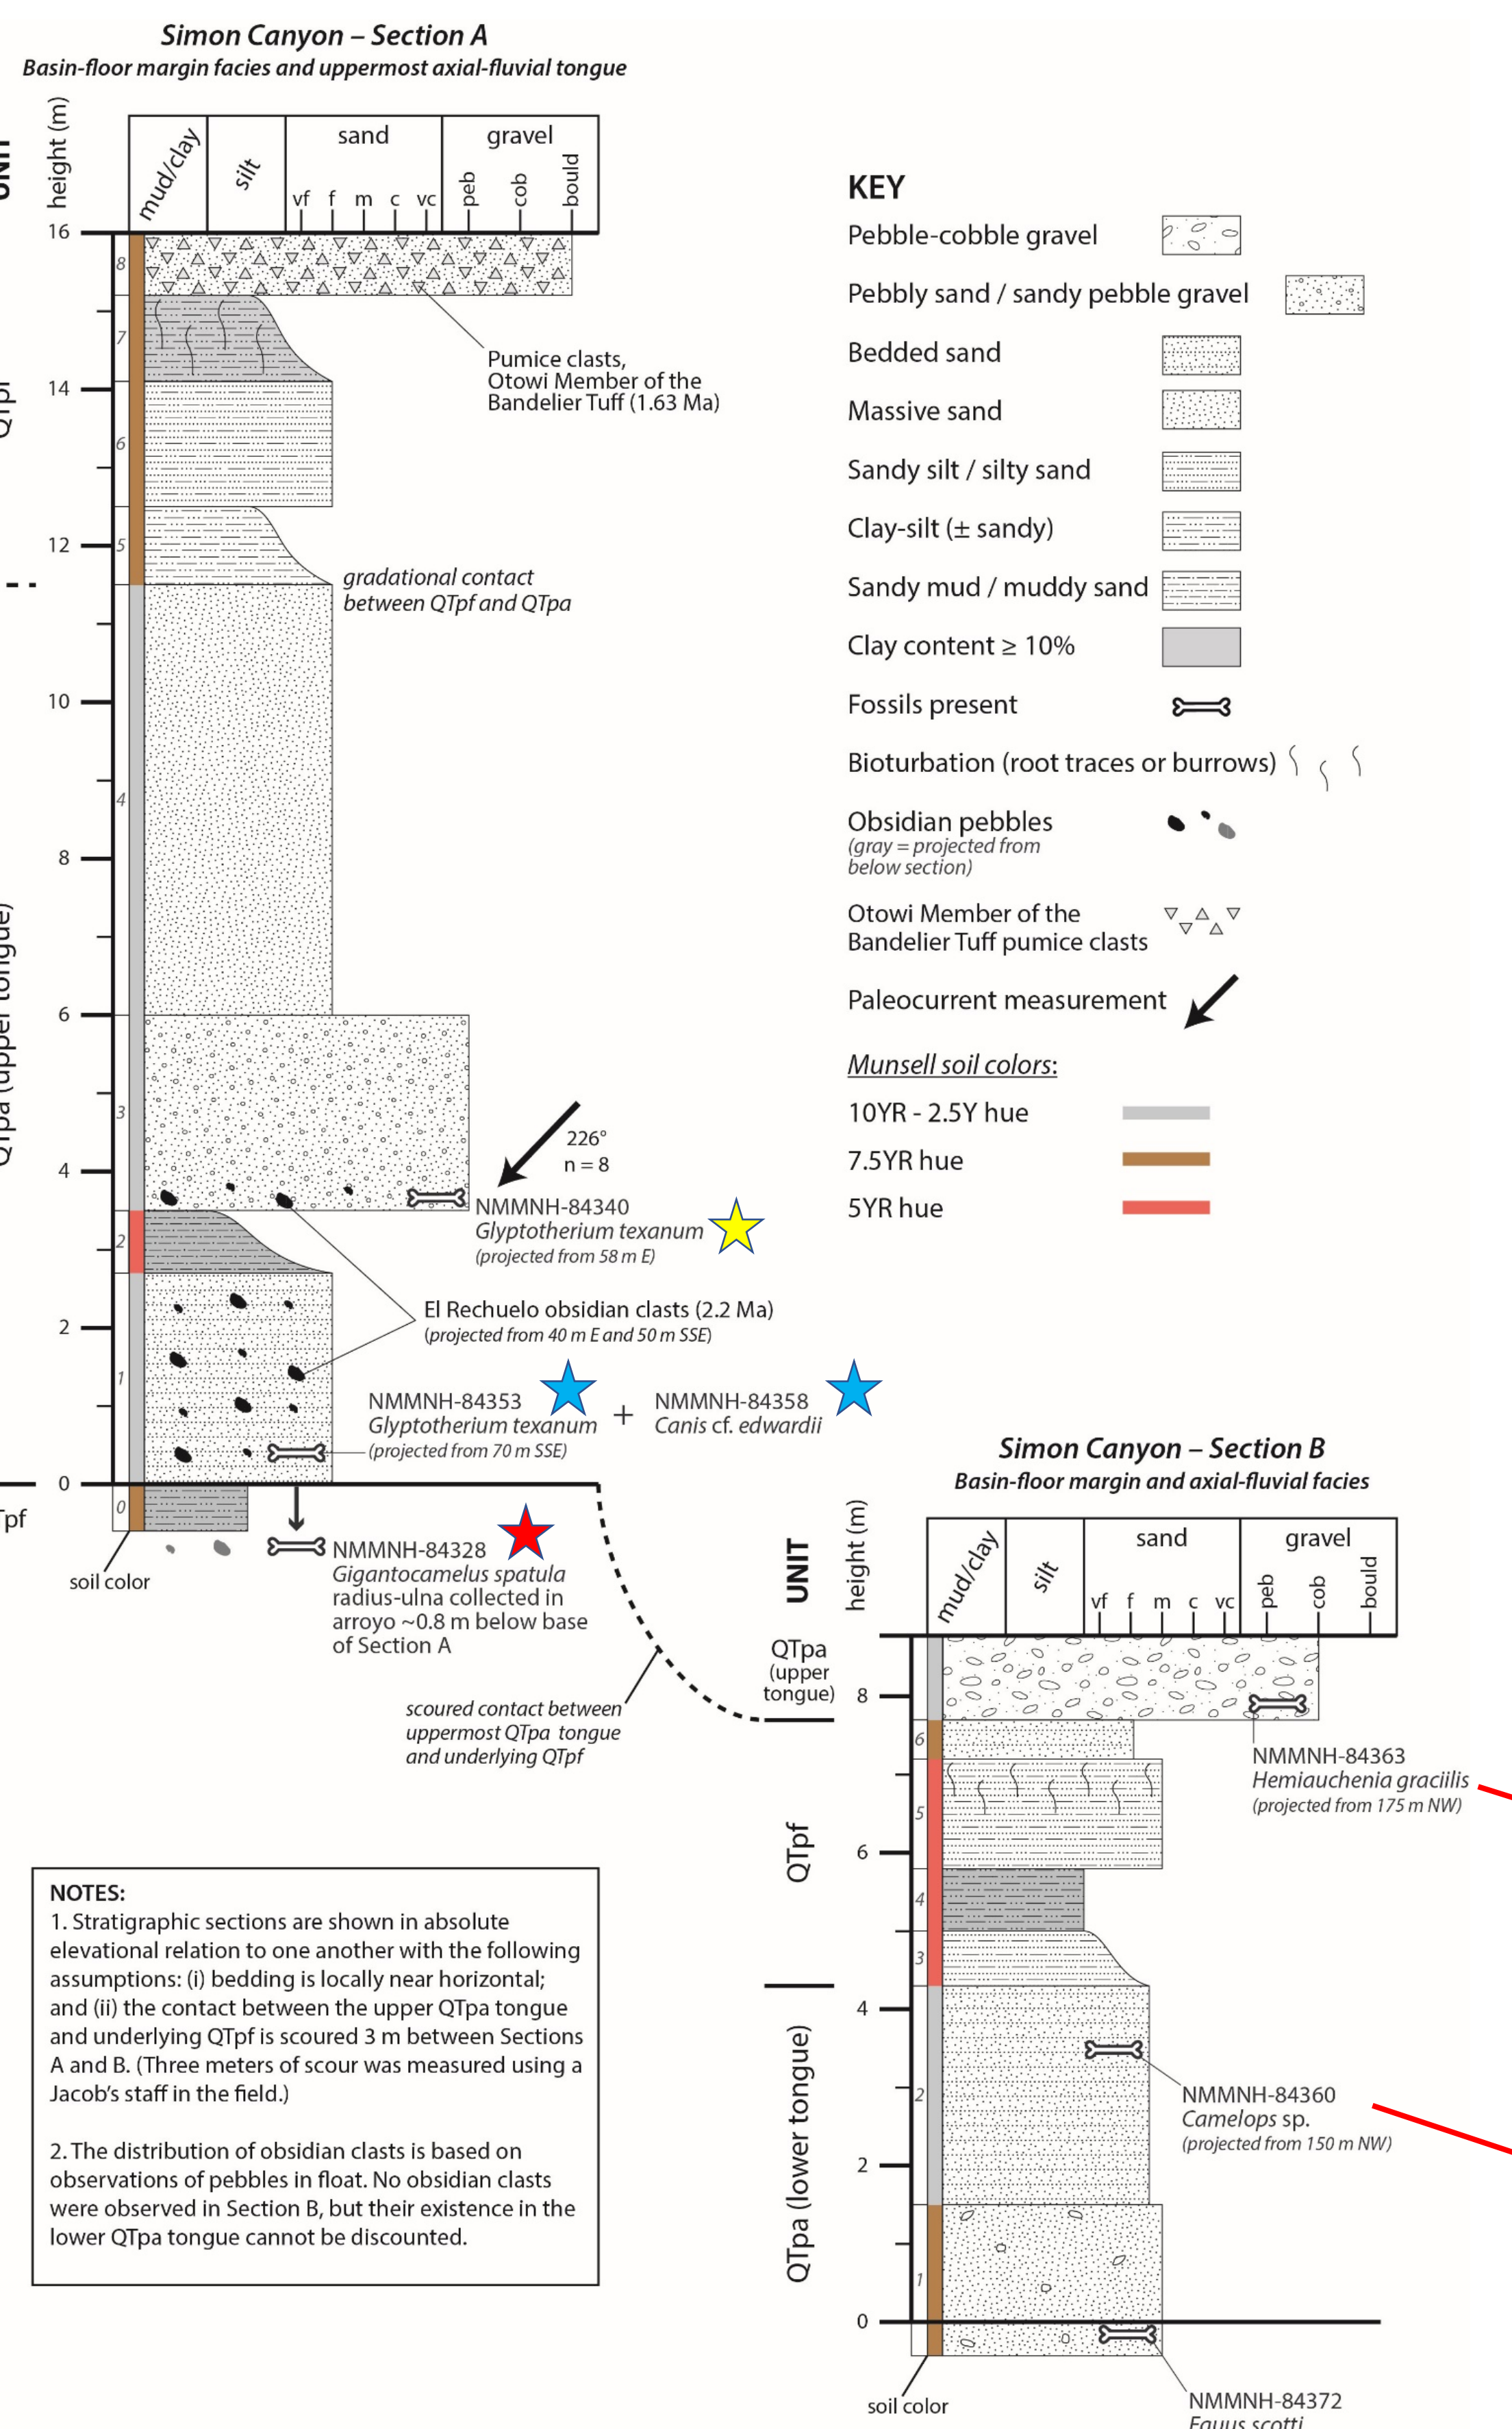 Simon Canyon – Section A
Basin-floor margin facies and uppermost axial-fluvial tongue
UNIT
height (m)
mud/clay
silt
sand
gravel
vf
f
m
c
vc
peb
cob
bould
16
14
12
10
8
6
4
2
0
8
7
6
5
4
3
2
1
0
Pumice clasts,
Otowi Member of the
Bandelier Tuff (1.63 Ma)
gradational contact
between QTpf and QTpa
QTpf
QTpa (upper tongue)
226°
n = 8
NMMNH-84340
Glyptotherium texanum
(projected from 58 m E)
El Rechuelo obsidian clasts (2.2 Ma)
(projected from 40 m E and 50 m SSE)
NMMNH-84353
Glyptotherium texanum
(projected from 70 m SSE)
+
NMMNH-84358
Canis cf. edwardii
Tpf
soil color
NMMNH-84328
Gigantocamelus spatula
radius-ulna collected in
arroyo ~0.8 m below base
of Section A
scoured contact between
uppermost QTpa tongue
and underlying QTpf
KEY
Pebble-cobble gravel
Pebbly sand / sandy pebble gravel
Bedded sand
Massive sand
Sandy silt / silty sand
Clay-silt (± sandy)
Sandy mud / muddy sand
Clay content ≥ 10%
Fossils present
Bioturbation (root traces or burrows)
Obsidian pebbles
(gray = projected from
below section)
Otowi Member of the
Bandelier Tuff pumice clasts
Paleocurrent measurement
Munsell soil colors:
10YR - 2.5Y hue
7.5YR hue
5YR hue
Simon Canyon – Section B
Basin-floor margin and axial-fluvial facies
UNIT
height (m)
mud/clay
silt
sand
gravel
vf
f
m
c
vc
peb
cob
bould
QTpa
(upper
tongue)
QTpf
QTpa (lower tongue)
8
6
4
2
0
6
5
4
3
2
1
NMMNH-84363
Hemiauchenia graciilis
(projected from 175 m NW)
NMMNH-84360
Camelops sp.
(projected from 150 m NW)
soil color
NMMNH-84372
Equus scotti
NOTES:
1. Stratigraphic sections are shown in absolute
elevational relation to one another with the following
assumptions: (i) bedding is locally near horizontal;
and (ii) the contact between the upper QTpa tongue
and underlying QTpf is scoured 3 m between Sections
A and B. (Three meters of scour was measured using a
Jacob's staff in the field.)
2. The distribution of obsidian clasts is based on
observations of pebbles in float. No obsidian clasts
were observed in Section B, but their existence in the
lower QTpa tongue cannot be discounted.